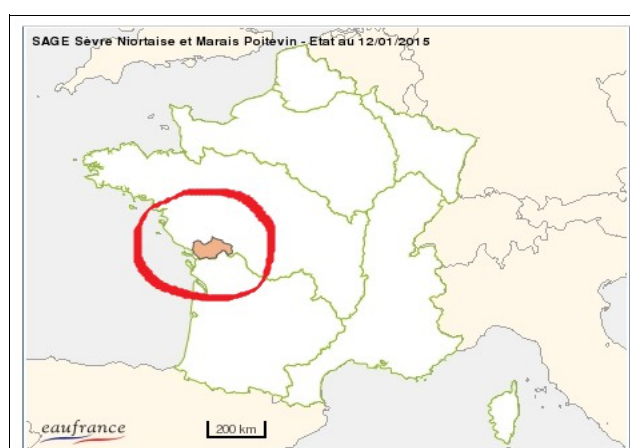 SAGE Sèvre Niortaise et Marais Poitevin - Etat au 12/01/2015
eaufrance
200 km